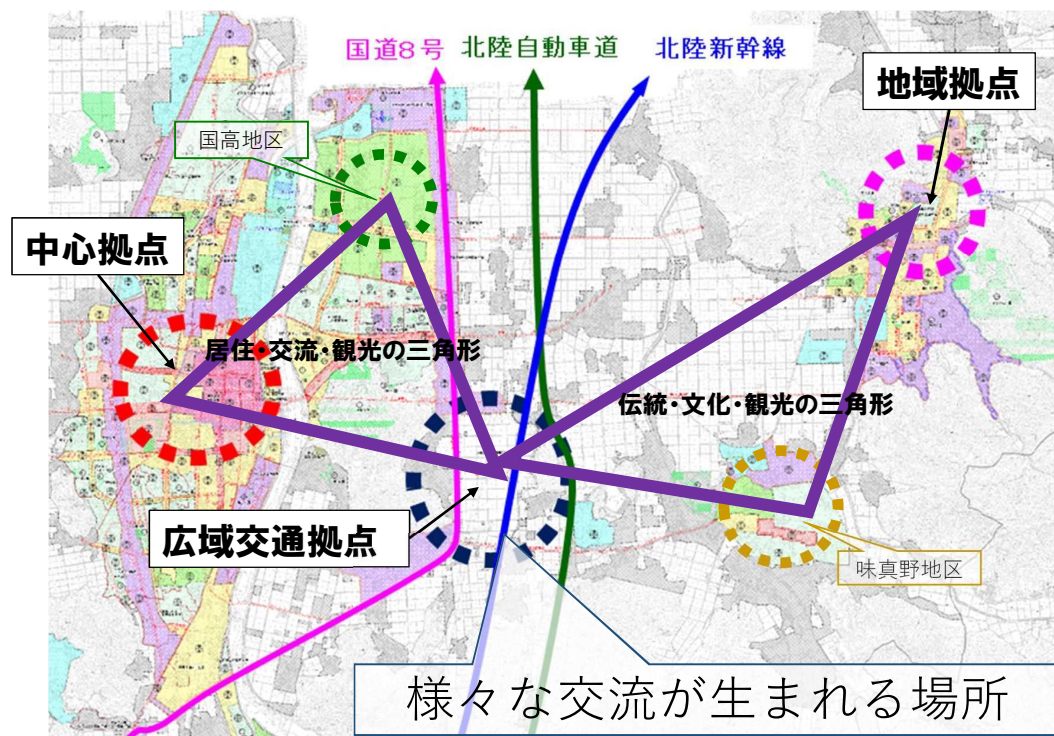 国道8号
北陸自動車道
北陸新幹線
地域拠点
国高地区
中心拠点
居住・交流・観光の三角形
伝統・文化・観光の三角形
広域交通拠点
味真野地区
様々な交流が生まれる場所